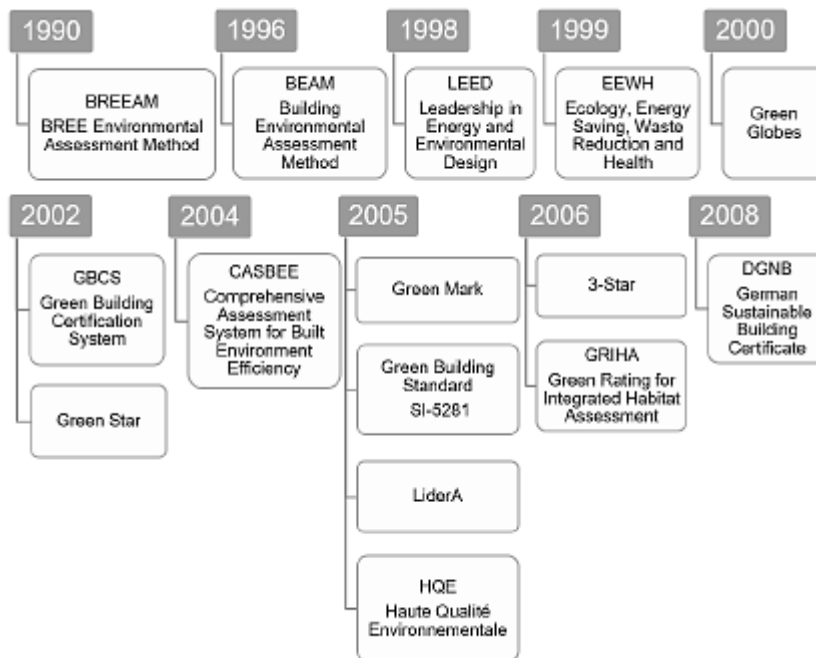 1990
BREEAM
BREE Environmental
Assessment Method
1996
BEAM
Building
Environmental
Assessment
Method
1998
LEED
Leadership in
Energy and
Environmental
Design
1999
EEWH
Ecology, Energy
Saving, Waste
Reduction and
Health
2000
Green
Globes
2002
GBCS
Green Building
Certification
System
Green Star
2004
CASBEE
Comprehensive
Assessment
System for Built
Environment
Efficiency
2005
Green Mark
Green Building
Standard
SI-5281
LiderA
HQE
Haute Qualité
Environnementale
2006
3-Star
GRIHA
Green Rating for
Integrated Habitat
Assessment
2008
DGNB
German
Sustainable
Building
Certificate